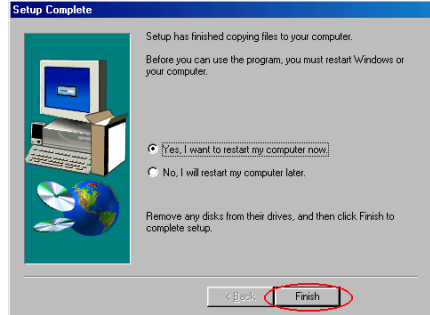 Setup Complete
Setup has finished copying files to your computer.
Before you can use the program, you must restart Windows or
your computer.
Yes, I want to restart my computer now.
No, I will restart my computer later.
Remove any disks from their drives, and then click Finish to
complete setup.
< Back
Finish